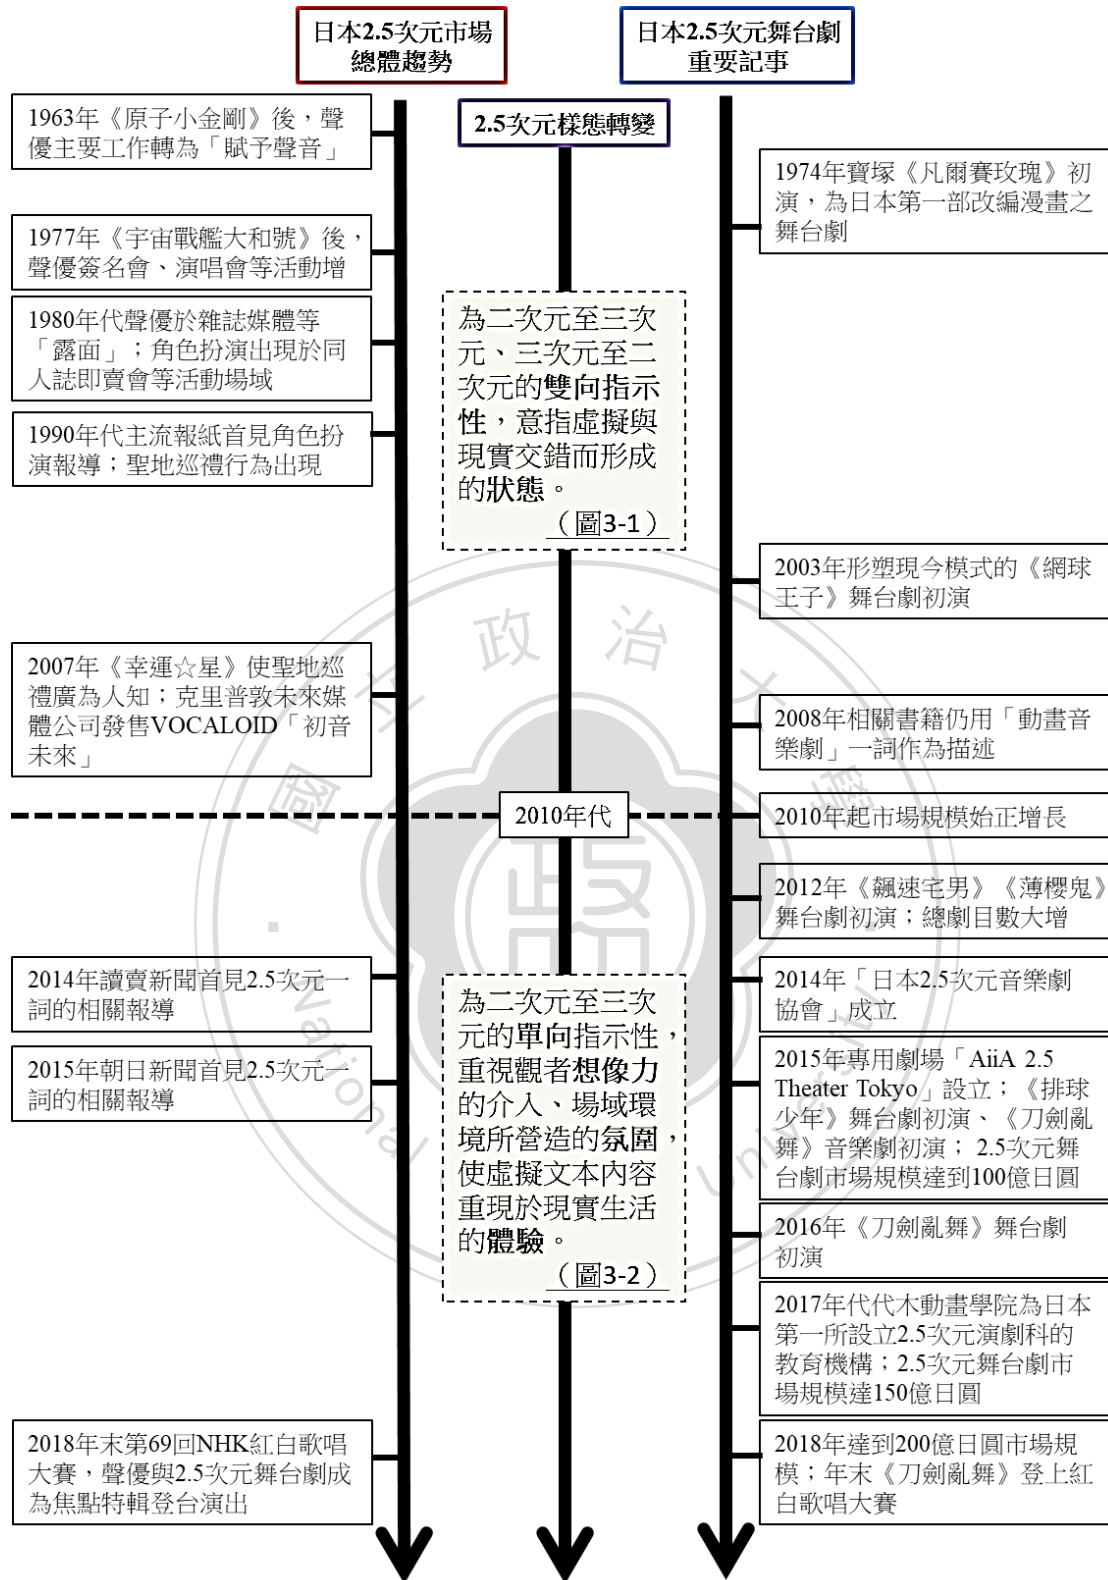 日本2.5次元市場
總體趨勢
日本2.5次元舞台劇
重要記事
2.5次元樣態轉變
1963年《原子小金剛》後，聲
優主要工作轉為「賦予聲音」
1974年寶塚《凡爾賽玫瑰》初
演，為日本第一部改編漫畫之
舞台劇
1977年《宇宙戰艦大和號》後，
聲優簽名會、演唱會等活動增
1980年代聲優於雜誌媒體等
「露面」；角色扮演出現於同
人誌即賣會等活動場域
1990年代主流報紙首見角色扮
演報導；聖地巡禮行為出現
為二次元至三次
元、三次元至二
次元的雙向指示
性，意指虛擬與
現實交錯而形成
的狀態。
（圖3-1）
2003年形塑現今模式的《網球
王子》舞台劇初演
2007年《幸運☆星》使聖地巡
禮廣為人知；克里普敦未來媒
體公司發售VOCALOID「初音
未來」
2008年相關書籍仍用「動畫音
樂劇」一詞作為描述
2010年代
2010年起市場規模始正增長
2012年《飆速宅男》《薄櫻鬼》
舞台劇初演；總劇目數大增
2014年讀賣新聞首見2.5次元一
詞的相關報導
2014年「日本2.5次元音樂劇
協會」成立
2015年朝日新聞首見2.5次元一
詞的相關報導
2015年專用劇場「AiiA 2.5
Theater Tokyo」設立；《排球
少年》舞台劇初演、《刀劍亂
舞》音樂劇初演； 2.5次元舞
台劇市場規模達到100億日圓
為二次元至三次
元的單向指示性，
重視觀者想像力
的介入、場域環
境所營造的氛圍，
使虛擬文本內容
重現於現實生活
的體驗。
（圖3-2）
2016年《刀劍亂舞》舞台劇
初演
2017年代代木動畫學院為日本
第一所設立2.5次元演劇科的
教育機構；2.5次元舞台劇市
場規模達150億日圓
2018年末第69回NHK紅白歌唱
大賽，聲優與2.5次元舞台劇成
為焦點特輯登台演出
2018年達到200億日圓市場規
模；年末《刀劍亂舞》登上紅
白歌唱大賽
國立政治大學
National
University